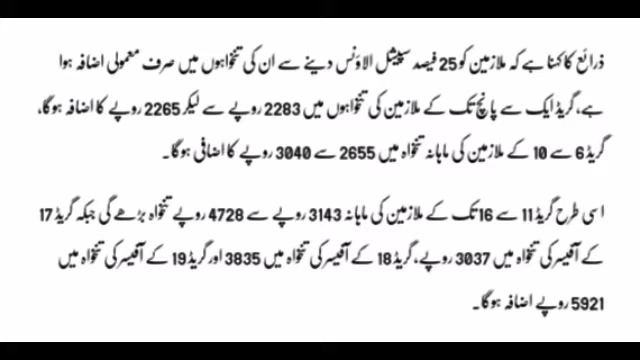 ذرائع کا کہنا ہے کہ ملازمین کو 25 فیصد سپیشل الاؤنس دینے سے ان کی تنخواہوں میں صرف معمولی اضافہ ہوا
ہے، گریڈ ایک سے پانچ تک کے ملازمین کی تنخواہوں میں 2283 روپے سے لیکر 2265 روپے کا اضافہ ہوگا،
گریڈ 6 سے 10 کے ملازمین کی ماہانہ تنخواہ میں 2655 سے 3040 روپے کا اضافی ہوگا۔
اسی طرح گریڈ 11 سے 16 تک کے ملازمین کی ماہانہ 3143 روپے سے 4728 روپے تنخواہ بڑھے گی جبکہ گریڈ 17
کے آفیسر کی تنخواہ میں 3037 روپے، گریڈ 18 کے آفیسر کی تنخواہ میں 3835 اور گریڈ 19 کے آفیسر کی تنخواہ میں
5921 روپے اضافہ ہوگا۔